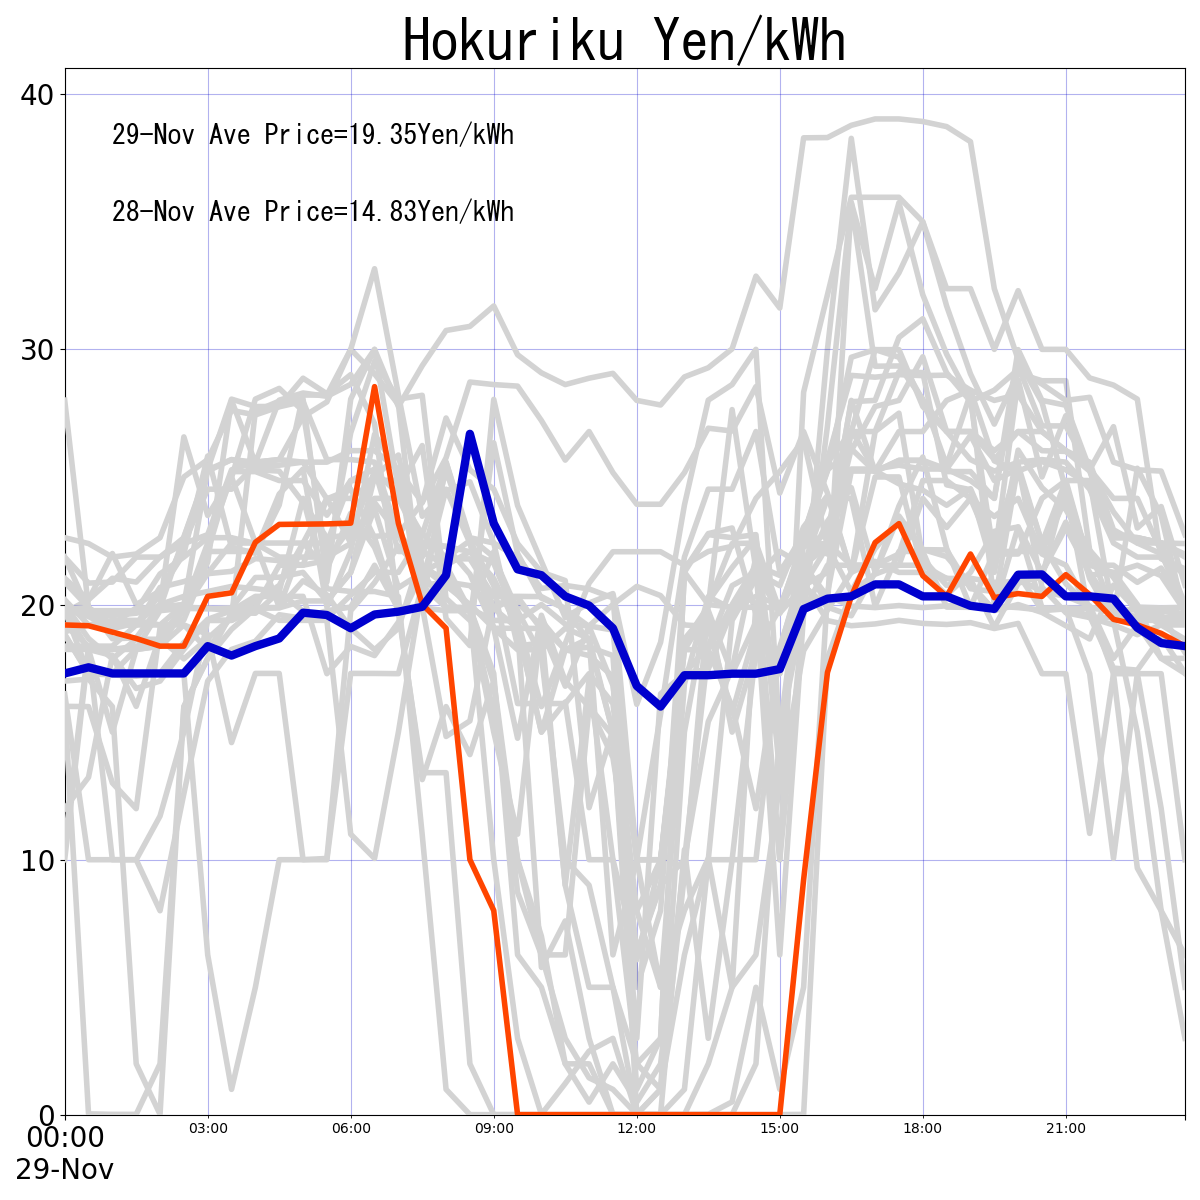 Hokuriku Yen/kWh
40
29-Nov Ave Price=19.35Yen/kWh
28-Nov Ave Price=14.83Yen/kWh
30
20
10
0
00:00 03:00 06:00 09:00 12:00 15:00 18:00 21:00
29-Nov